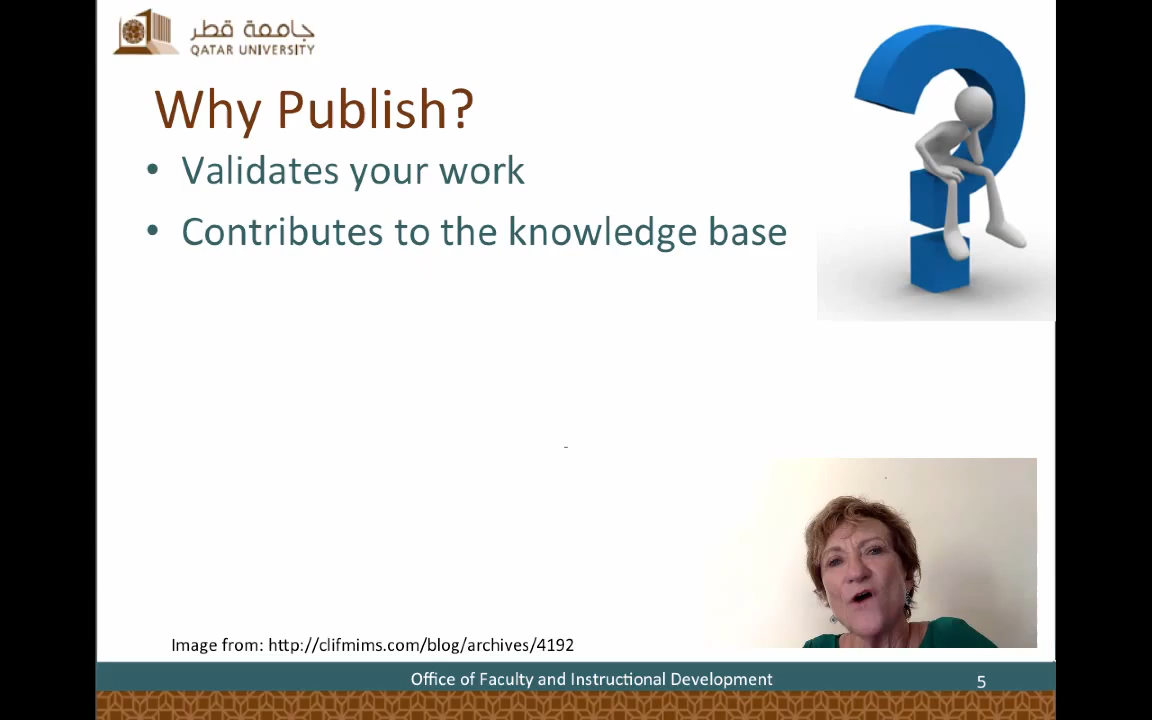 جامعة قطر
QATAR UNIVERSITY
Why Publish?
• Validates your work
• Contributes to the knowledge base
Image from: http://clifmims.com/blog/archives/4192
Office of Faculty and Instructional Development
5